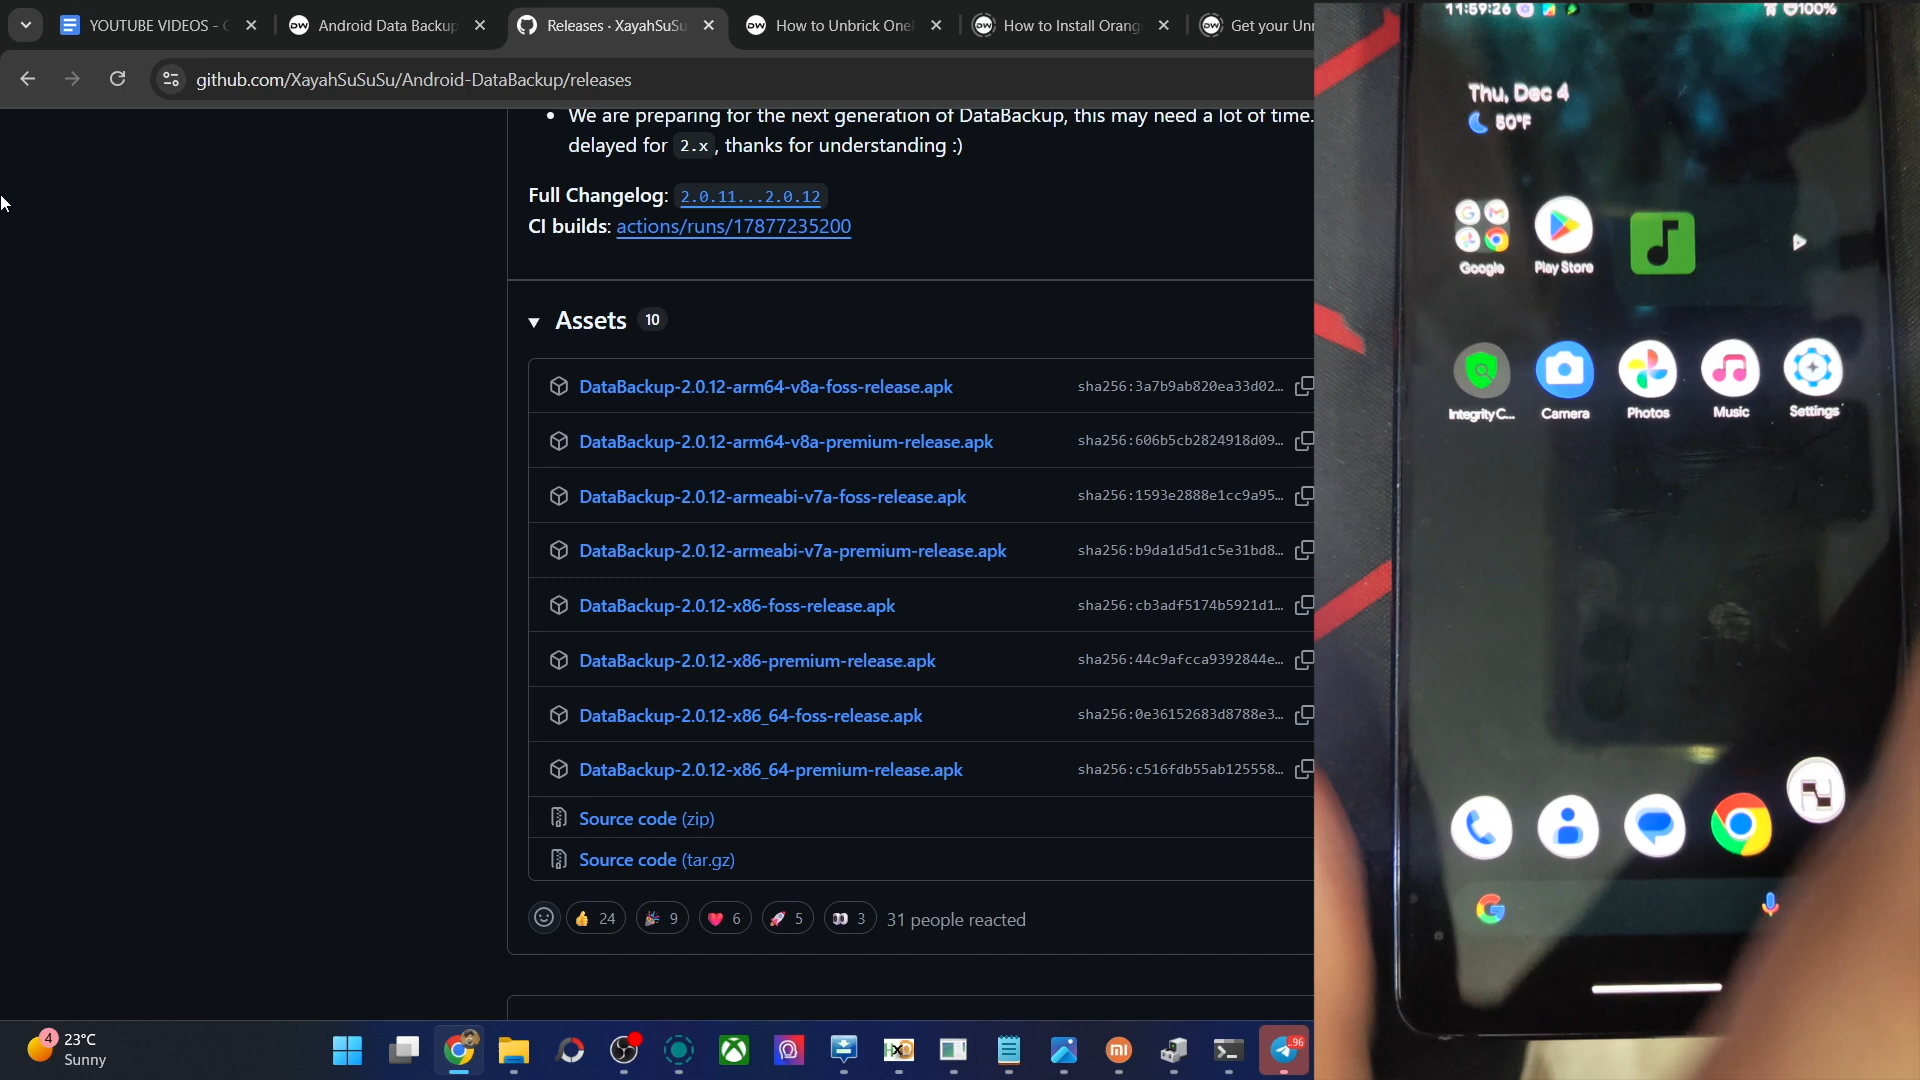 YOUTUBE VIDEOS - G
Android Data Backup
Releases · XayahSuSu
How to Unbrick OneP
How to Install Orang
Get your Unr
github.com/XayahSuSuSu/Android-DataBackup/releases
We are preparing for the next generation of DataBackup, this may need a lot of time.
delayed for 2.x, thanks for understanding :)
Full Changelog: 2.0.11...2.0.12
CI builds: actions/runs/17877235200
Assets 10
DataBackup-2.0.12-arm64-v8a-foss-release.apk sha256:3a7b9ab820ea33d02...
DataBackup-2.0.12-arm64-v8a-premium-release.apk sha256:606b5cb2824918d09...
DataBackup-2.0.12-armeabi-v7a-foss-release.apk sha256:1593e2888e1cc9a95...
DataBackup-2.0.12-armeabi-v7a-premium-release.apk sha256:b9da1d5d1c5e31bd8...
DataBackup-2.0.12-x86-foss-release.apk sha256:cb3adf5174b5921d1...
DataBackup-2.0.12-x86-premium-release.apk sha256:44c9afcca9392844e...
DataBackup-2.0.12-x86_64-foss-release.apk sha256:0e36152683d8788e3...
DataBackup-2.0.12-x86_64-premium-release.apk sha256:c516fdb55ab125558...
Source code (zip)
Source code (tar.gz)
24 9 6 5 3 31 people reacted
4 23°C
Sunny
11:59:26 100%
Thu, Dec 4
50°F
Google Play Store
Integrity C... Camera Photos Music Settings